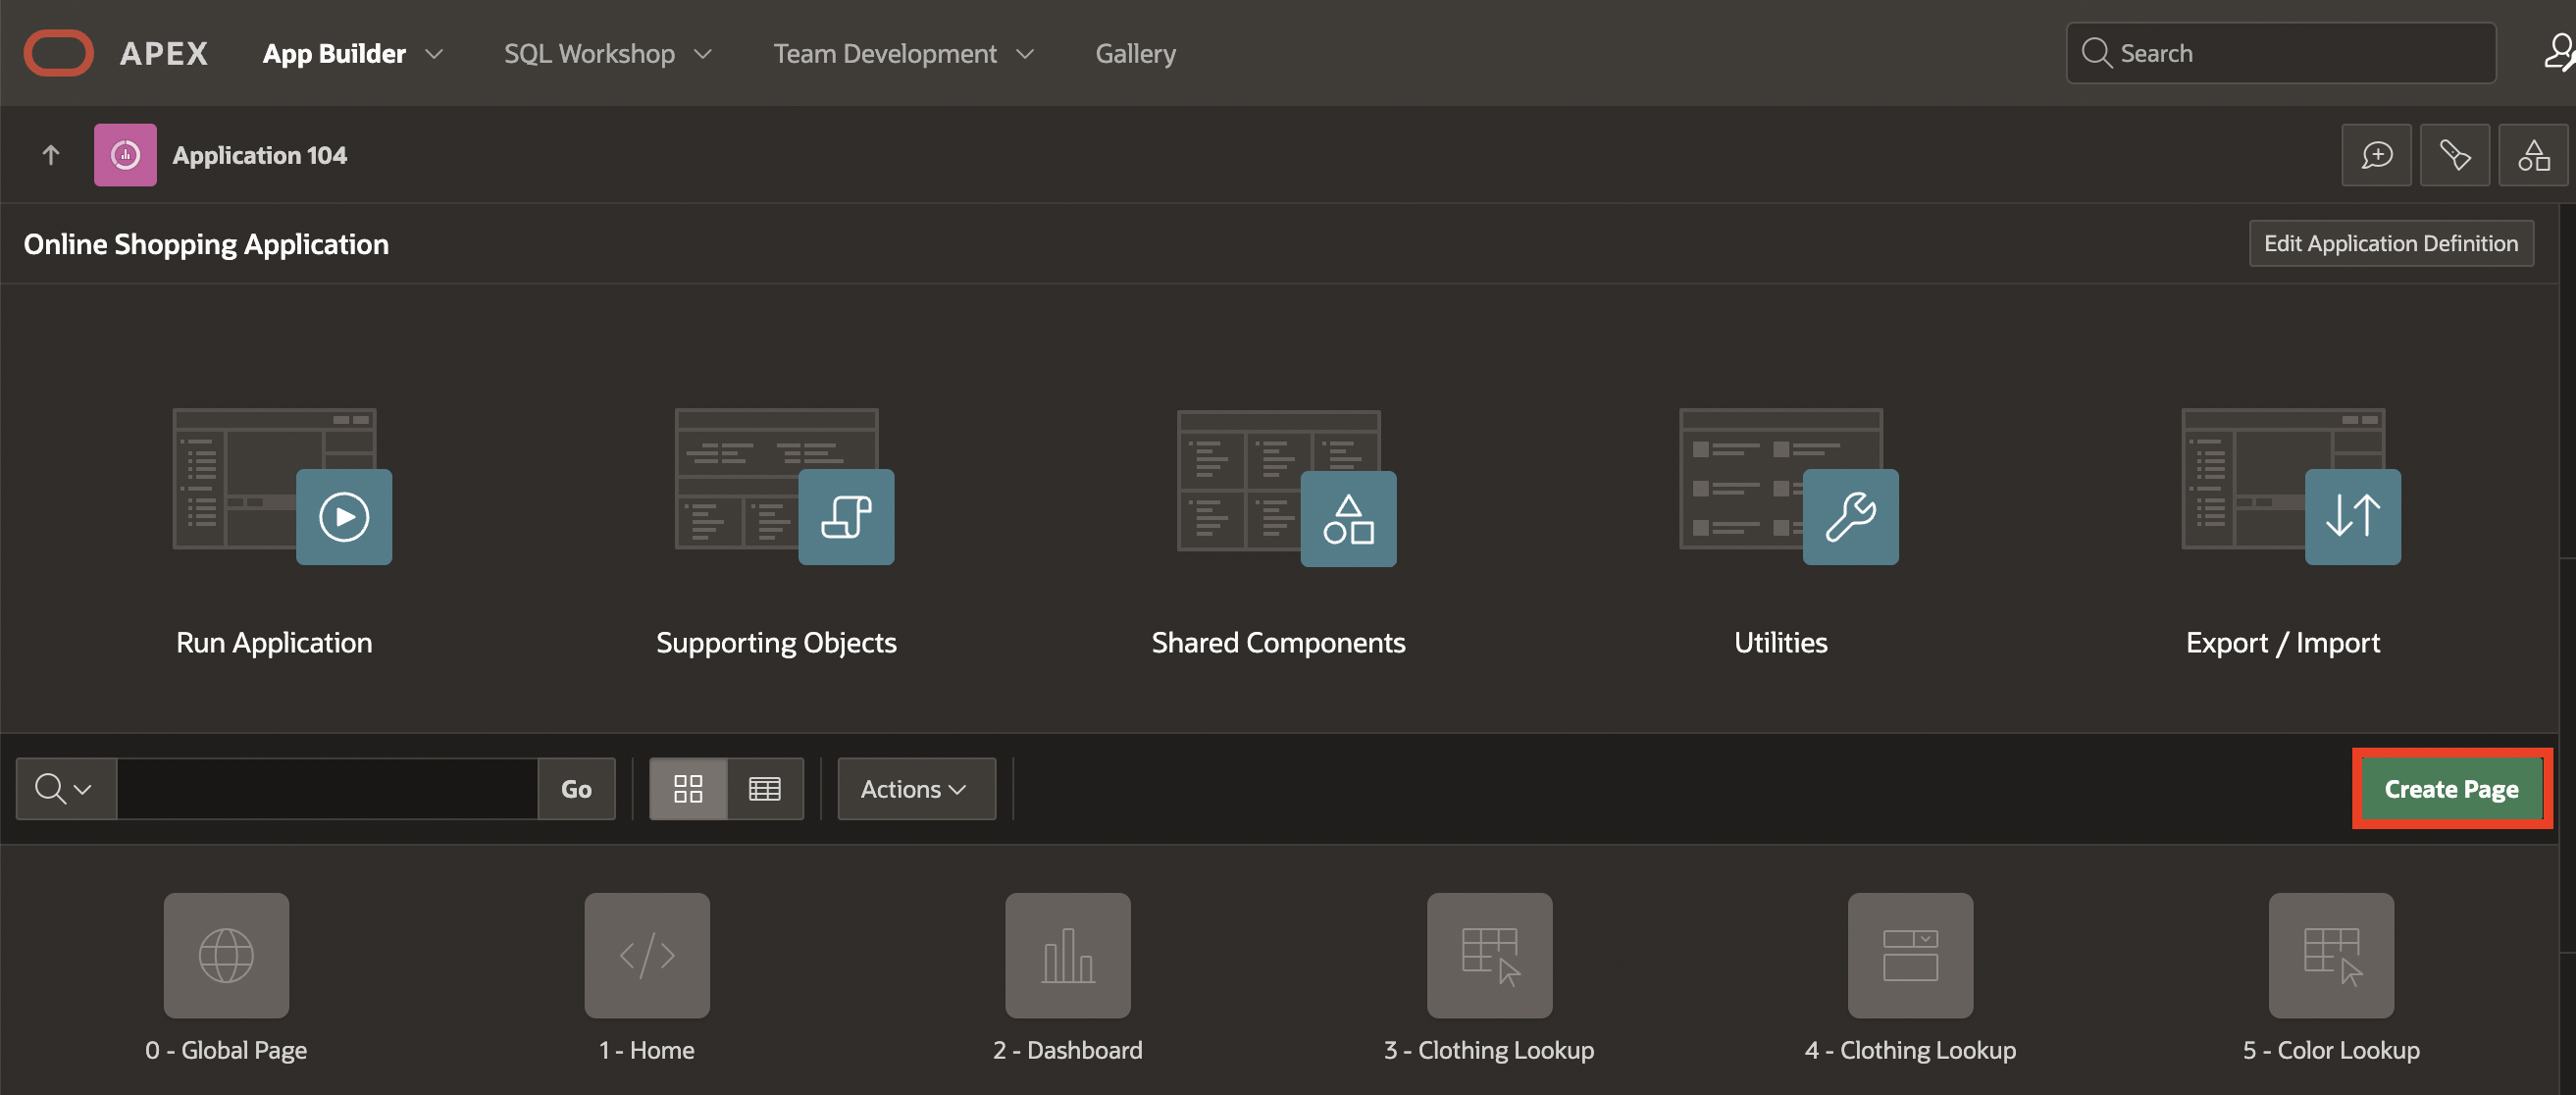 APEX App Builder SQL Workshop Team Development Gallery Search
Application 104
Online Shopping Application Edit Application Definition
Run Application Supporting Objects Shared Components Utilities Export / Import
Go Actions Create Page
0 - Global Page 1 - Home 2 - Dashboard 3 - Clothing Lookup 4 - Clothing Lookup 5 - Color Lookup